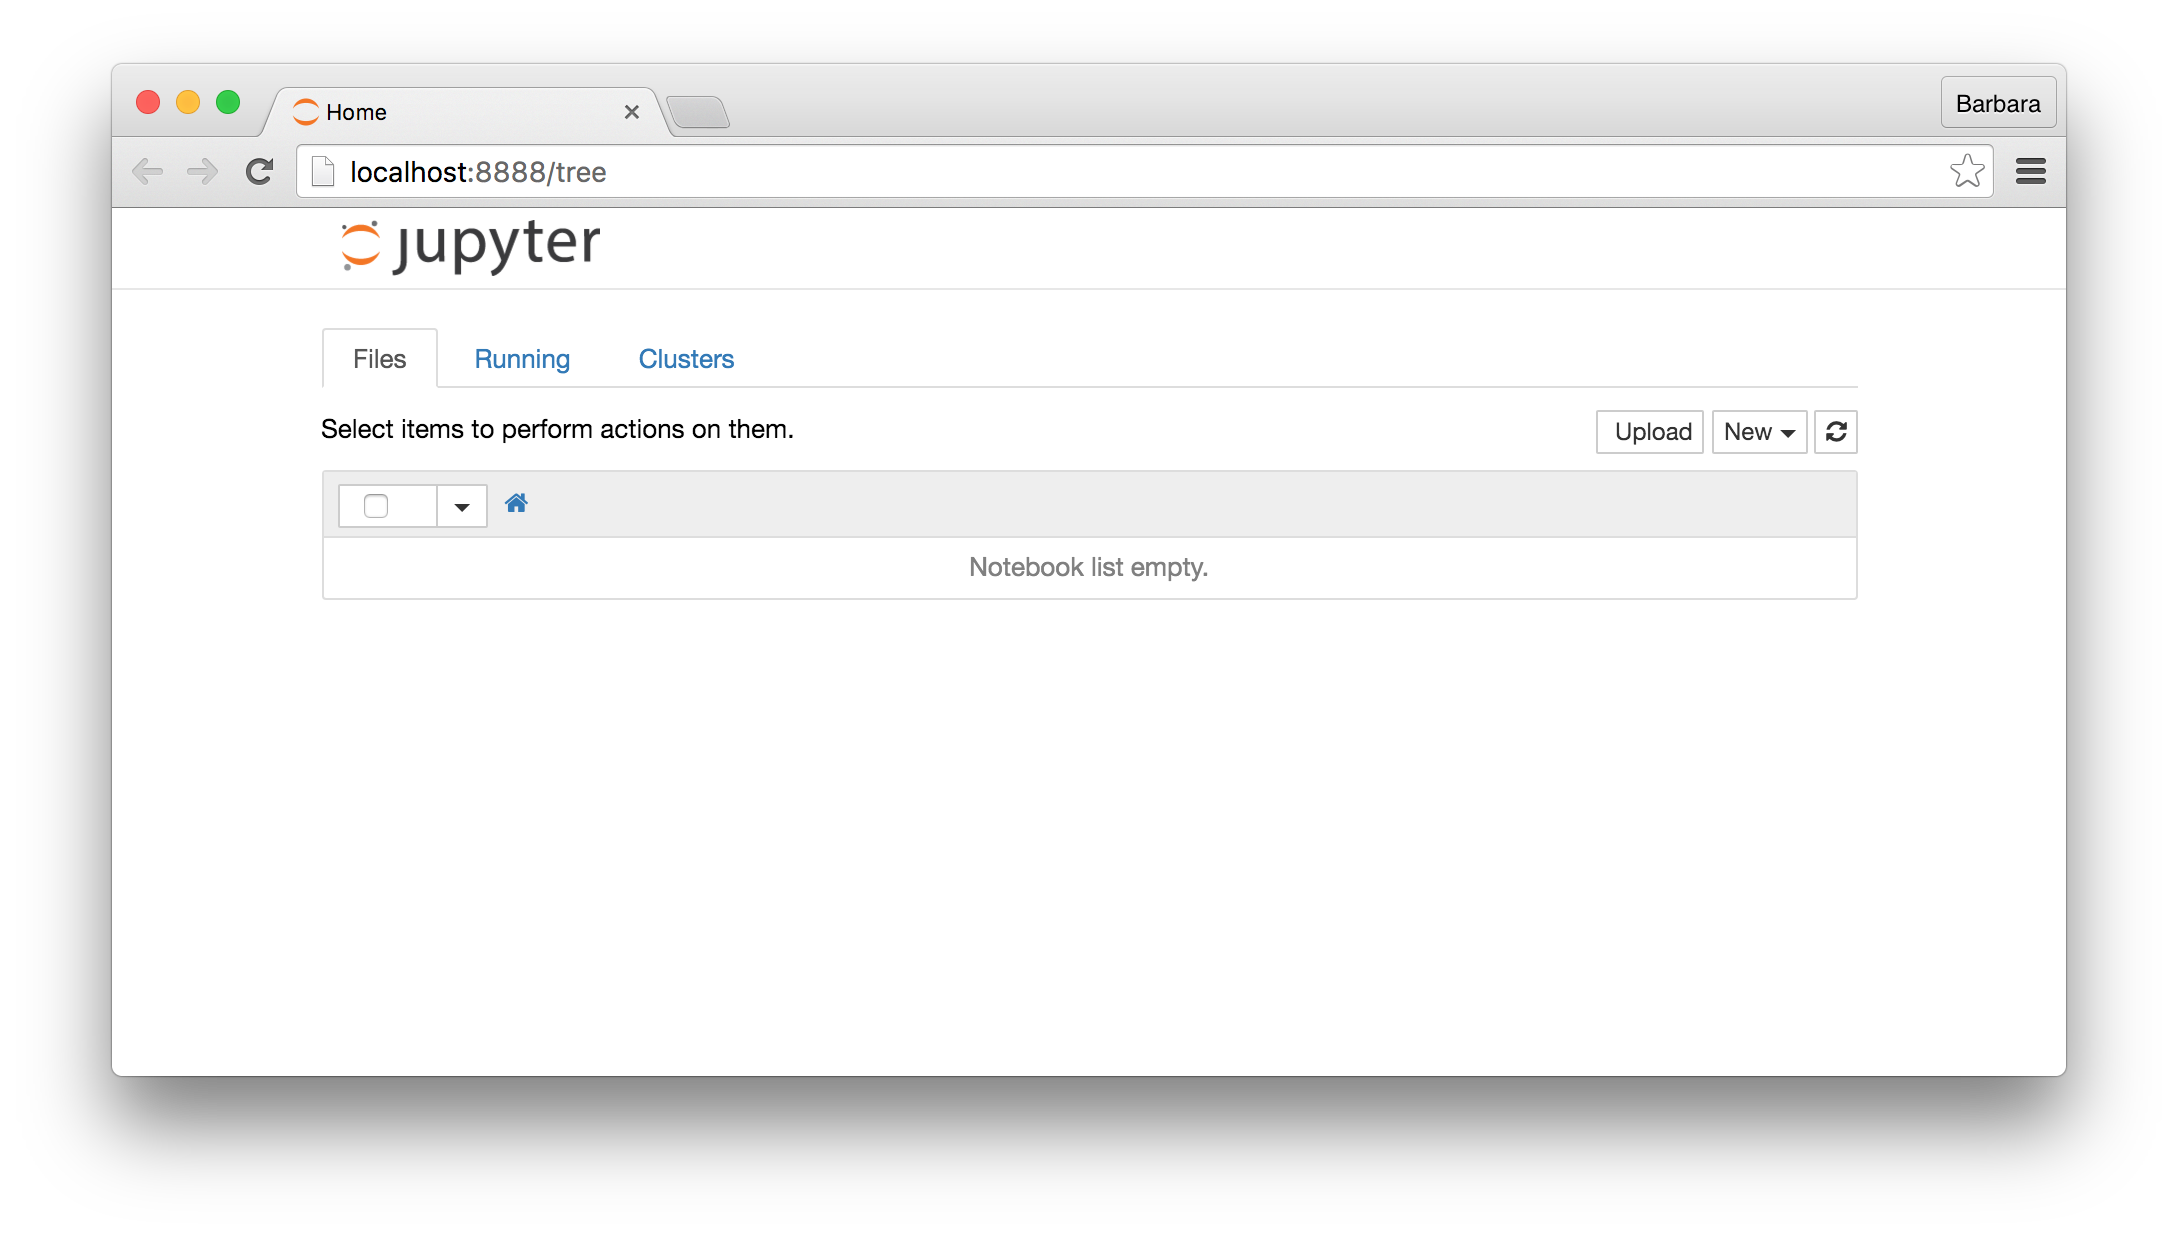 Home
Barbara
localhost:8888/tree
jupyter
Files Running Clusters
Select items to perform actions on them.
Upload New
Notebook list empty.